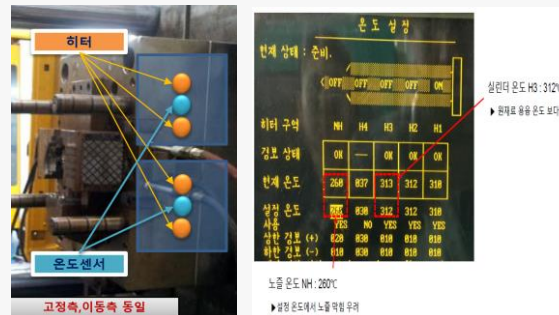 히터
온도센서
고정측,이동측 동일
온도 설정
현재 상태 : 준비.
OFF OFF OFF OFF ON
히터 구역 NH H4 H3 H2 H1
경보 상태 OK — OK OK OK
현재 온도 260 037 313 312 310
설정 온도 260 030 312 312 310
사용 YES NO YES YES YES
상한 경보 (+) 020 030 010 010 010
하한 경보 (-) 010 030 010 010 010
실린더 온도 H3 : 312℃
▶ 원재료 용융 온도 보다
노즐 온도 NH : 260℃
▶설정 온도에서 노즐 막힘 우려